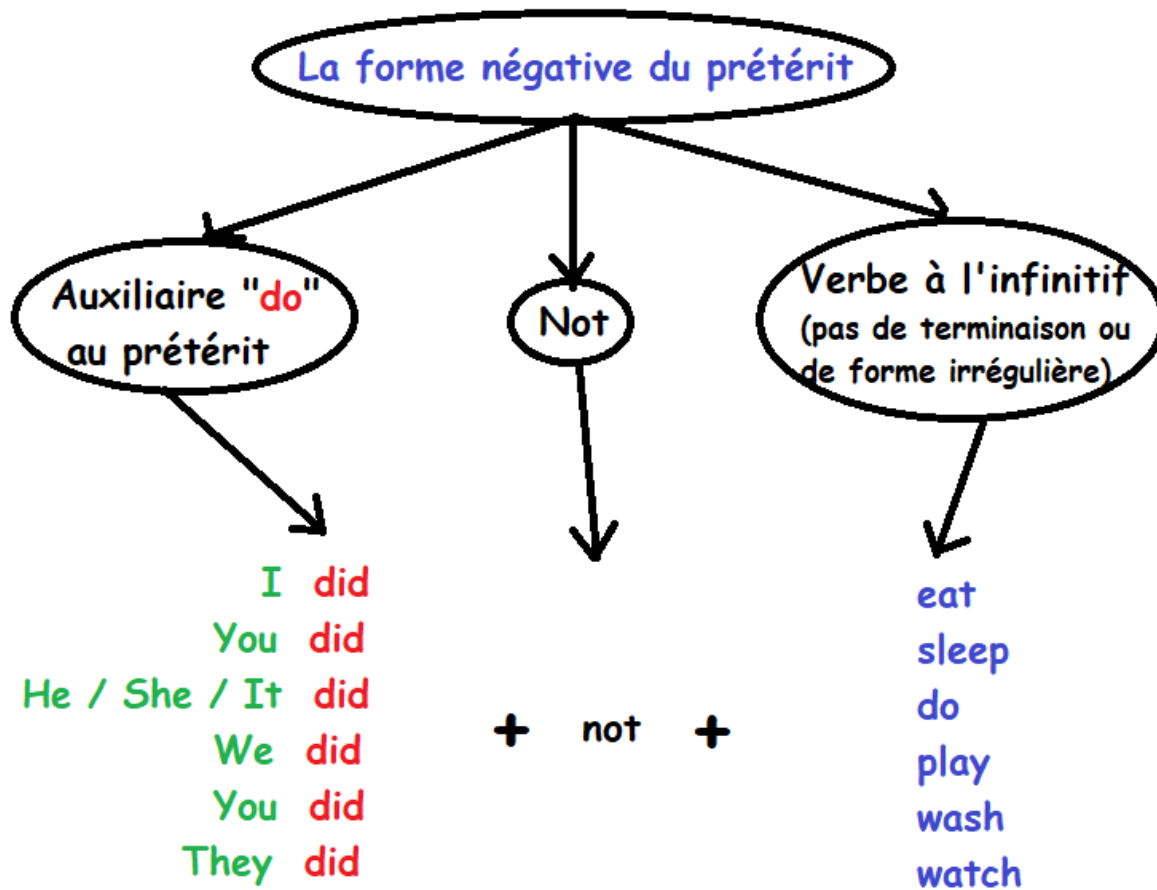 La forme négative du prétérit
Auxiliaire "do"
au prétérit
Not
Verbe à l'infinitif
(pas de terminaison ou
de forme irrégulière)
I did
You did
He / She / It did
We did
You did
They did
+ not +
eat
sleep
do
play
wash
watch